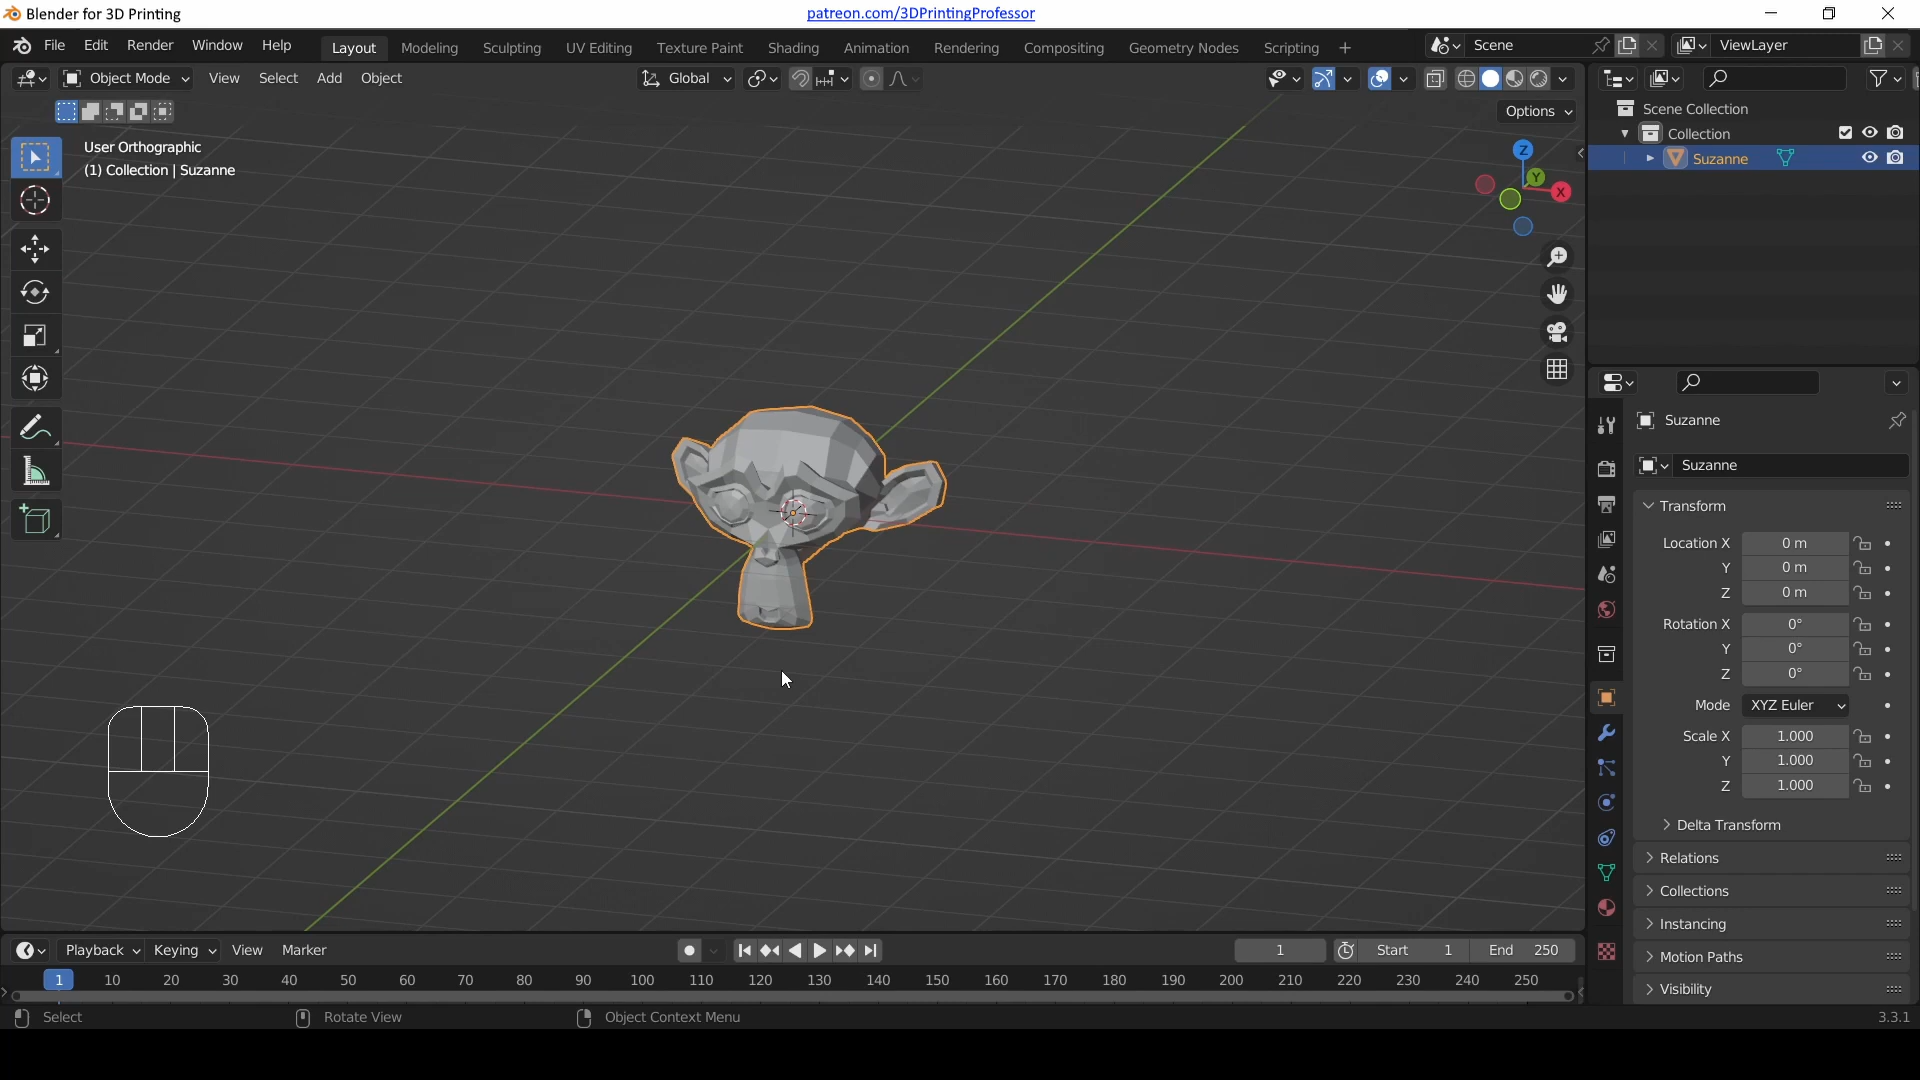 Blender for 3D Printing
patreon.com/3DPrintingProfessor
File Edit Render Window Help
Layout Modeling Sculpting UV Editing Texture Paint Shading Animation Rendering Compositing Geometry Nodes Scripting +
Scene
ViewLayer
Object Mode View Select Add Object
Global
Options
User Orthographic
(1) Collection | Suzanne
Z
Y
X
Scene Collection
Collection
Suzanne
Suzanne
Suzanne
Transform
Location X 0 m
Y 0 m
Z 0 m
Rotation X 0°
Y 0°
Z 0°
Mode XYZ Euler
Scale X 1.000
Y 1.000
Z 1.000
Delta Transform
Relations
Collections
Instancing
Motion Paths
Visibility
Playback Keying View Marker
1
Start 1
End 250
1 10 20 30 40 50 60 70 80 90 100 110 120 130 140 150 160 170 180 190 200 210 220 230 240 250
Select
Rotate View
Object Context Menu
3.3.1